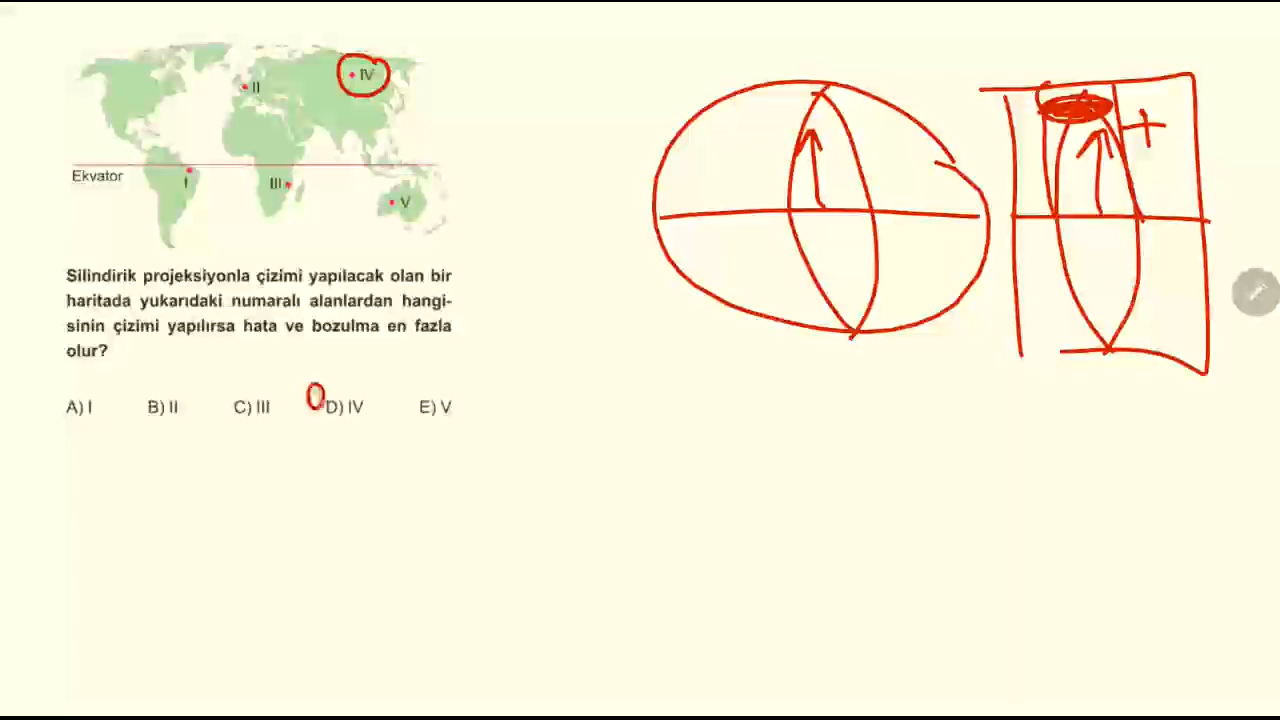 IV
II
Ekvator
I
III
V
Silindirik projeksiyonla çizimi yapılacak olan bir
haritada yukarıdaki numaralı alanlardan hangi-
sinin çizimi yapılırsa hata ve bozulma en fazla
olur?
A) I B) II C) III D) IV E) V